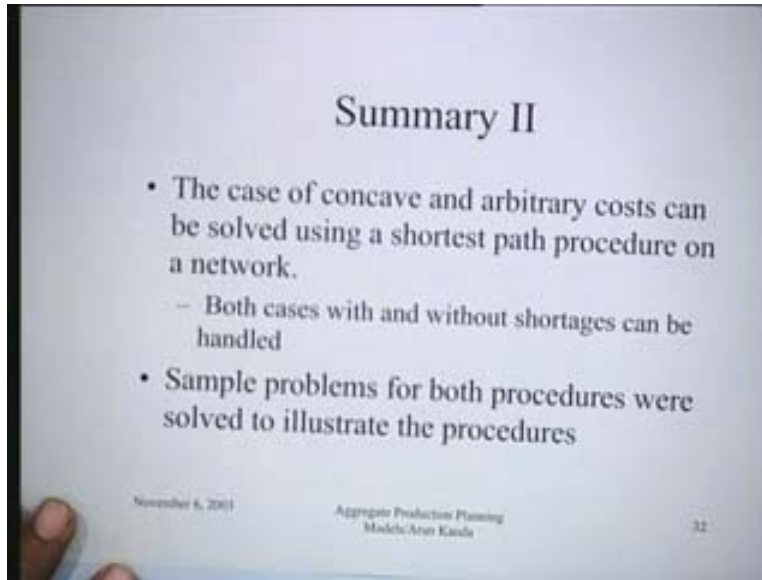 Summary II
• The case of concave and arbitrary costs can
be solved using a shortest path procedure on
a network.
– Both cases with and without shortages can be
handled
• Sample problems for both procedures were
solved to illustrate the procedures
November 6, 2003
Aggregate Production Planning
Models/Arun Kanda
32